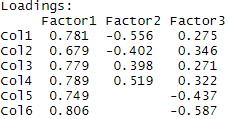 Loadings:
     Factor1 Factor2 Factor3
Col1  0.781  -0.556   0.275
Col2  0.679  -0.402   0.346
Col3  0.779   0.398   0.271
Col4  0.789   0.519   0.322
Col5  0.749          -0.437
Col6  0.806          -0.587